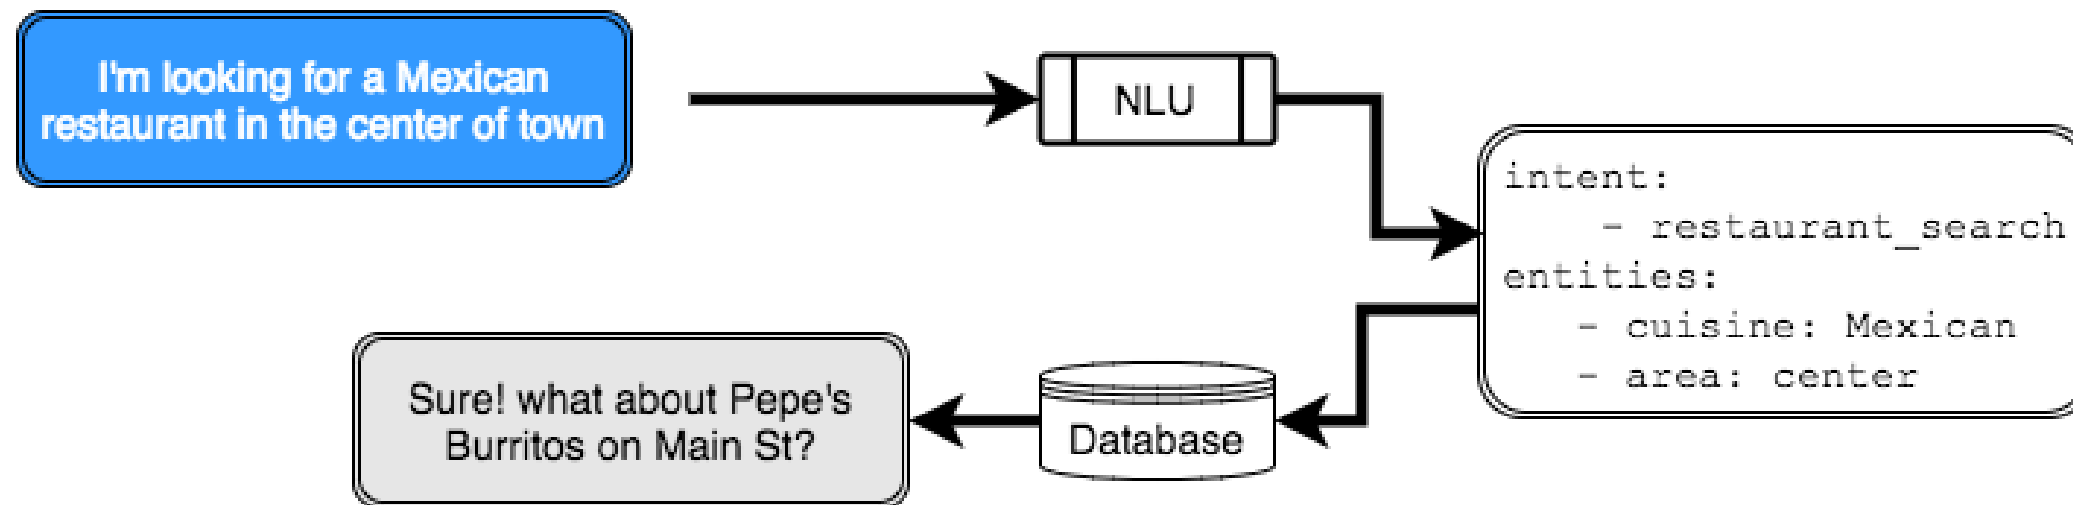 I'm looking for a Mexican
restaurant in the center of town
NLU
intent:
- restaurant_search
entities:
- cuisine: Mexican
- area: center
Database
Sure! what about Pepe's
Burritos on Main St?